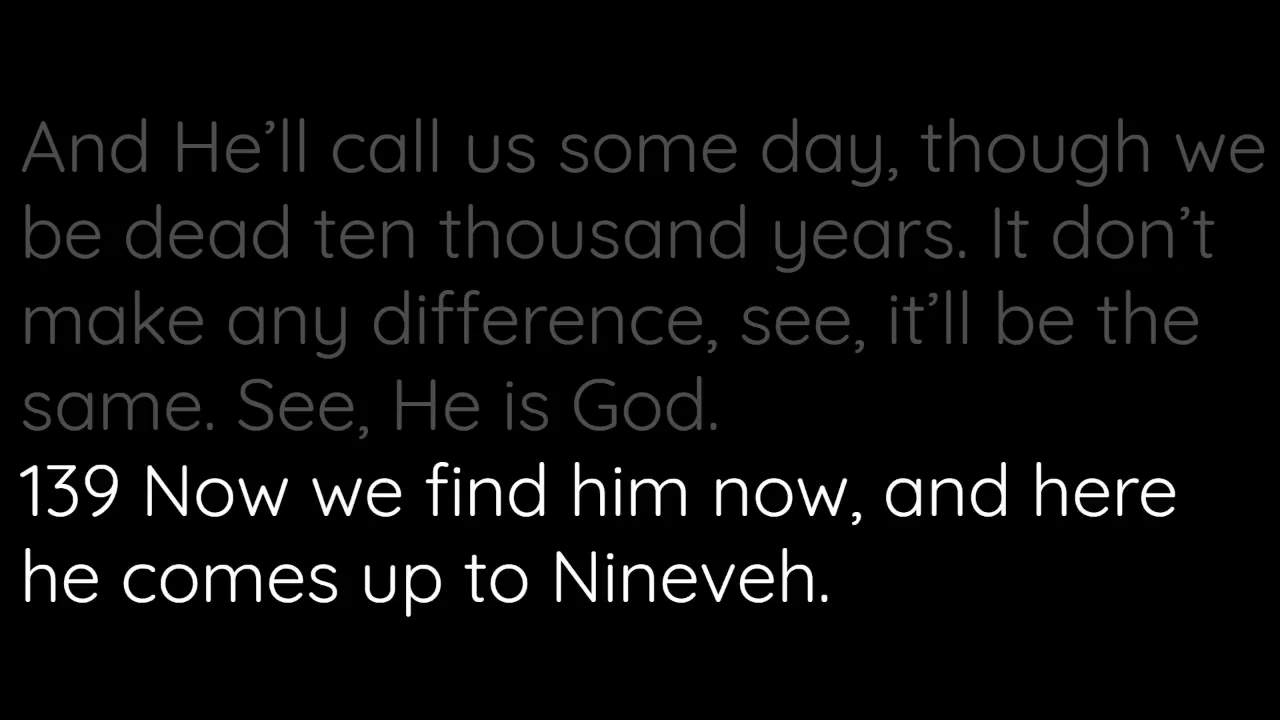 And He’ll call us some day, though we
be dead ten thousand years. It don’t
make any difference, see, it’ll be the
same. See, He is God.
139 Now we find him now, and here
he comes up to Nineveh.